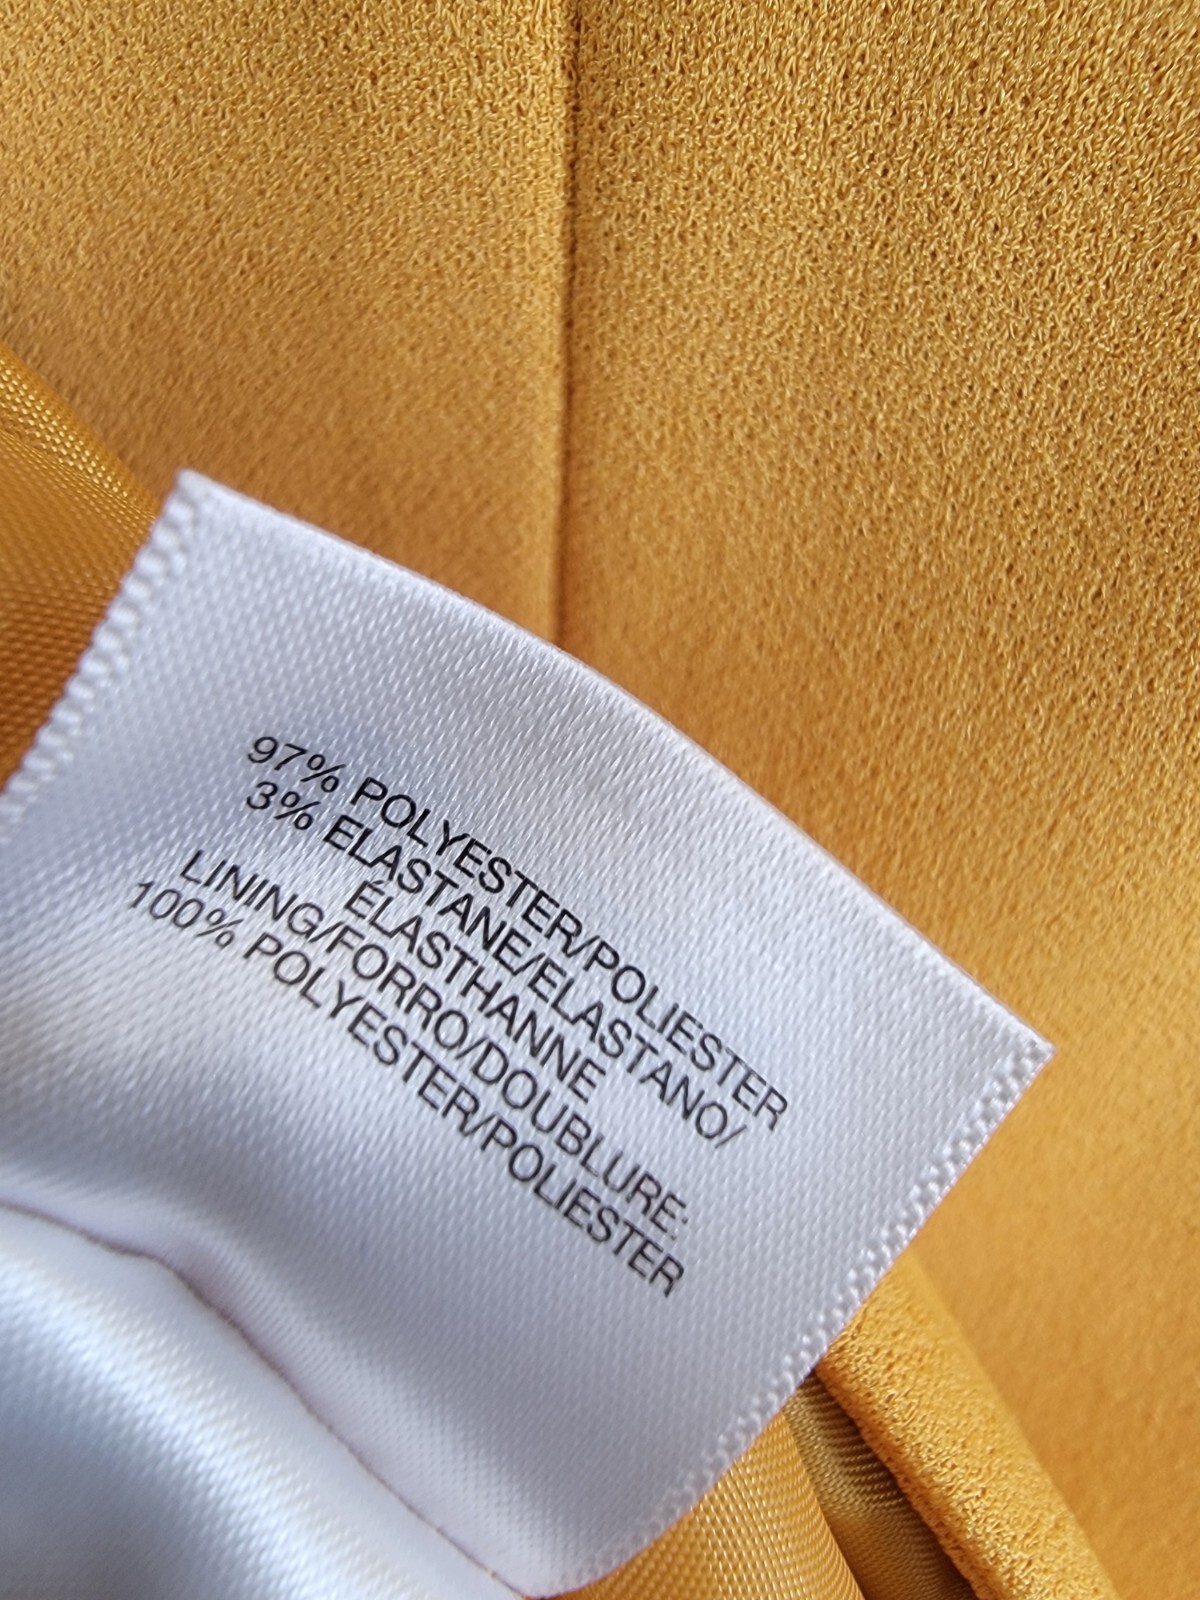 97% POLYESTER/POLIESTER
3% ELASTANE/ELASTANO/
ÉLASTHANNE
LINING/FORRO/DOUBLURE:
100% POLYESTER/POLIESTER